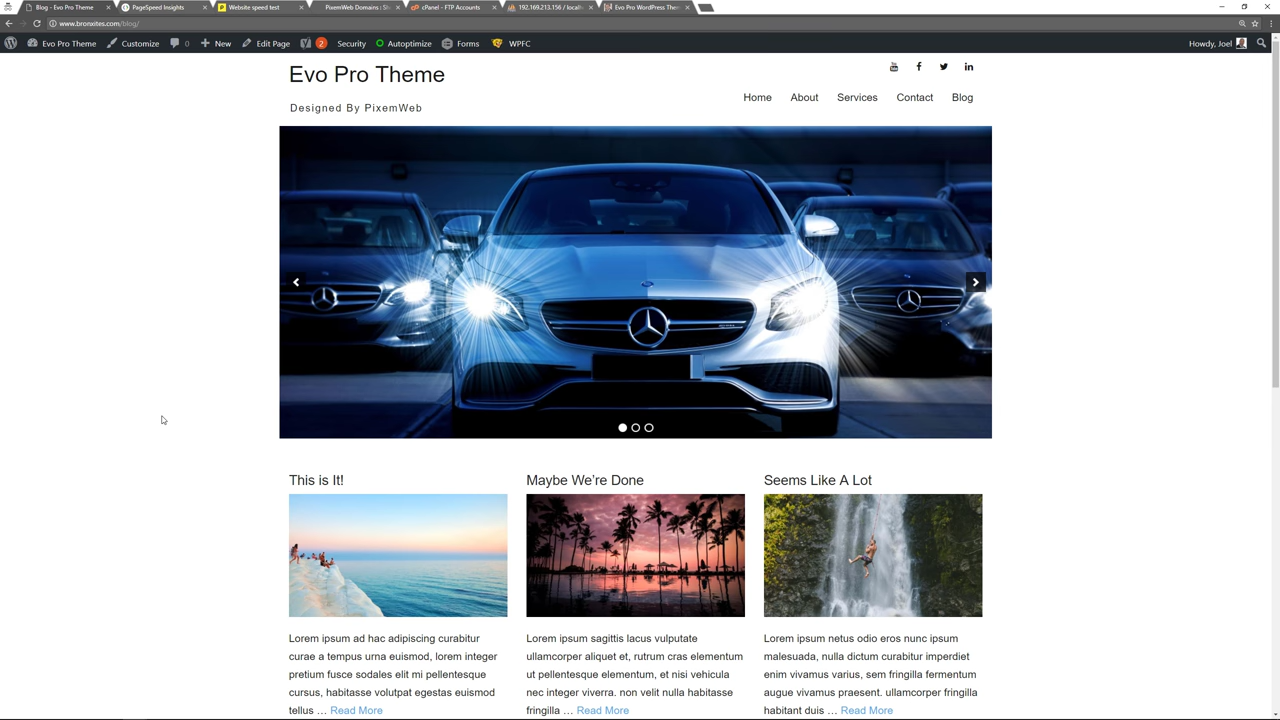 Blog - Evo Pro Theme
PageSpeed Insights
Website speed test
PixemWeb Domains : Si
cPanel - FTP Accounts
192.169.213.156 / localh
Evo Pro WordPress Them
www.bronxites.com/blog/
Evo Pro Theme
Customize
0
New
Edit Page
2
Security
Autoptimize
Forms
WPFC
Howdy, Joel
Evo Pro Theme
Designed By PixemWeb
Home
About
Services
Contact
Blog
This is It!
Lorem ipsum ad hac adipiscing curabitur
curae a tempus urna euismod, lorem integer
pretium fusce sodales elit mi pellentesque
cursus, habitasse volutpat egestas euismod
tellus … Read More
Maybe We're Done
Lorem ipsum sagittis lacus vulputate
ullamcorper aliquet et, rutrum cras elementum
ut pellentesque elementum, et nisi vehicula
nec integer viverra. non velit nulla habitasse
fringilla … Read More
Seems Like A Lot
Lorem ipsum netus odio eros nunc ipsum
malesuada, nulla dictum curabitur imperdiet
enim vivamus varius, sem fringilla fermentum
augue vivamus praesent. ullamcorper fringilla
habitant duis … Read More